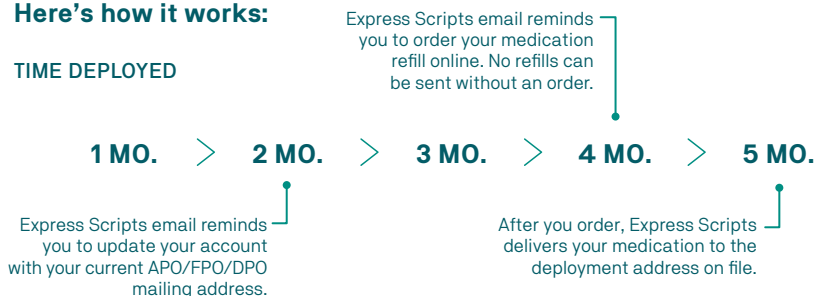 Here's how it works:
TIME DEPLOYED
Express Scripts email reminds
you to order your medication
refill online. No refills can
be sent without an order.
1 MO. > 2 MO. > 3 MO. > 4 MO. > 5 MO.
Express Scripts email reminds
you to update your account
with your current APO/FPO/DPO
mailing address.
After you order, Express Scripts
delivers your medication to the
deployment address on file.